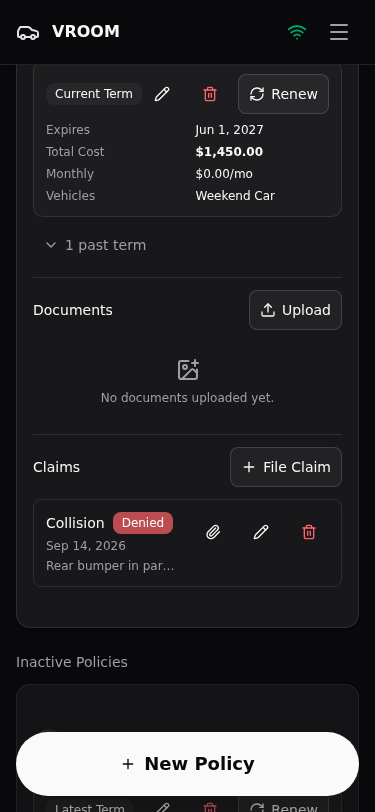 VROOM
Current Term
Renew
Expires Jun 1, 2027
Total Cost $1,450.00
Monthly $0.00/mo
Vehicles Weekend Car
1 past term
Documents
Upload
No documents uploaded yet.
Claims
File Claim
Collision Denied
Sep 14, 2026
Rear bumper in par…
Inactive Policies
New Policy
Latest Term
Renew